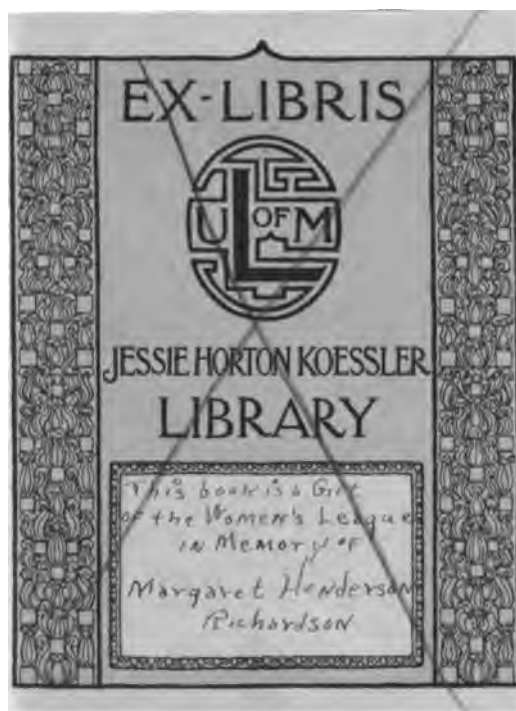 EX-LIBRIS
U OF M
L
JESSIE HORTON KOESSLER
LIBRARY
This book is a Gift
of the Women's League
in Memory of
Margaret Henderson
Richardson